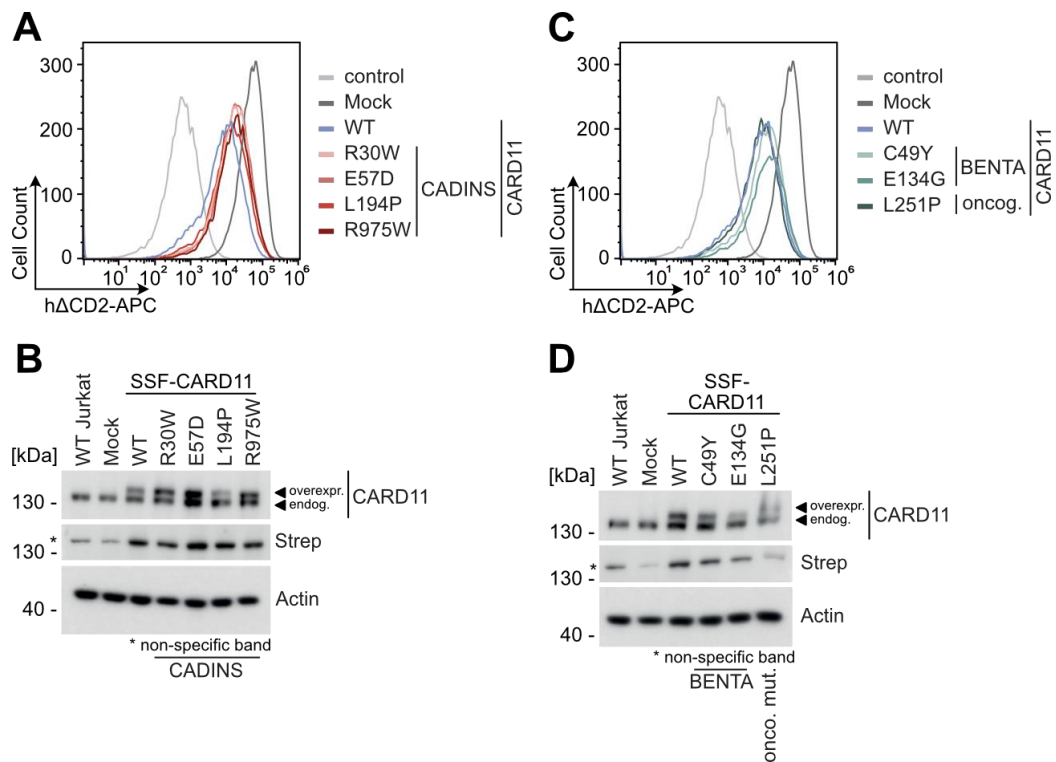 A
300
200
100
0
Cell Count
10¹ 10² 10³ 10⁴ 10⁵ 10⁶
hΔCD2-APC
control
Mock
WT
R30W
E57D
L194P
R975W
CADINS
CARD11
C
300
200
100
0
Cell Count
10¹ 10² 10³ 10⁴ 10⁵ 10⁶
hΔCD2-APC
control
Mock
WT
C49Y
E134G
L251P
BENTA
oncog.
CARD11
B
SSF-CARD11
WT Jurkat
Mock
WT
R30W
E57D
L194P
R975W
[kDa]
130 -
overexpr.
endog.
CARD11
*
130 -
Strep
40 -
Actin
* non-specific band
CADINS
D
SSF-
CARD11
WT Jurkat
Mock
WT
C49Y
E134G
L251P
[kDa]
130 -
overexpr.
endog.
CARD11
*
130 -
Strep
40 -
Actin
* non-specific band
BENTA
onco. mut.